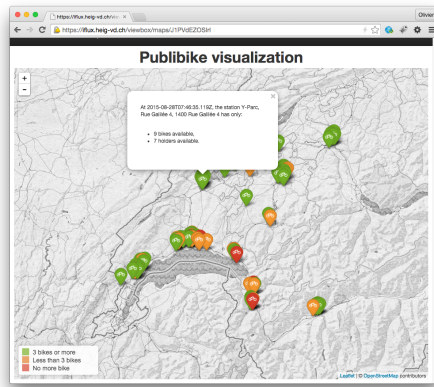 https://iflux.heig-vd.ch/vie
Olivier
https://iflux.heig-vd.ch/viewbox/maps/J1PVdEZOSIrl
Publibike visualization
+
−
At 2015-08-26T07:46:35.119Z, the station Y-Parc,
Rue Galilée 4, 1400 Rue Galilée 4 has only:
9 bikes available,
7 holders available,
3 bikes or more
Less than 3 bikes
No more bike
Leaflet | © OpenStreetMap contributors